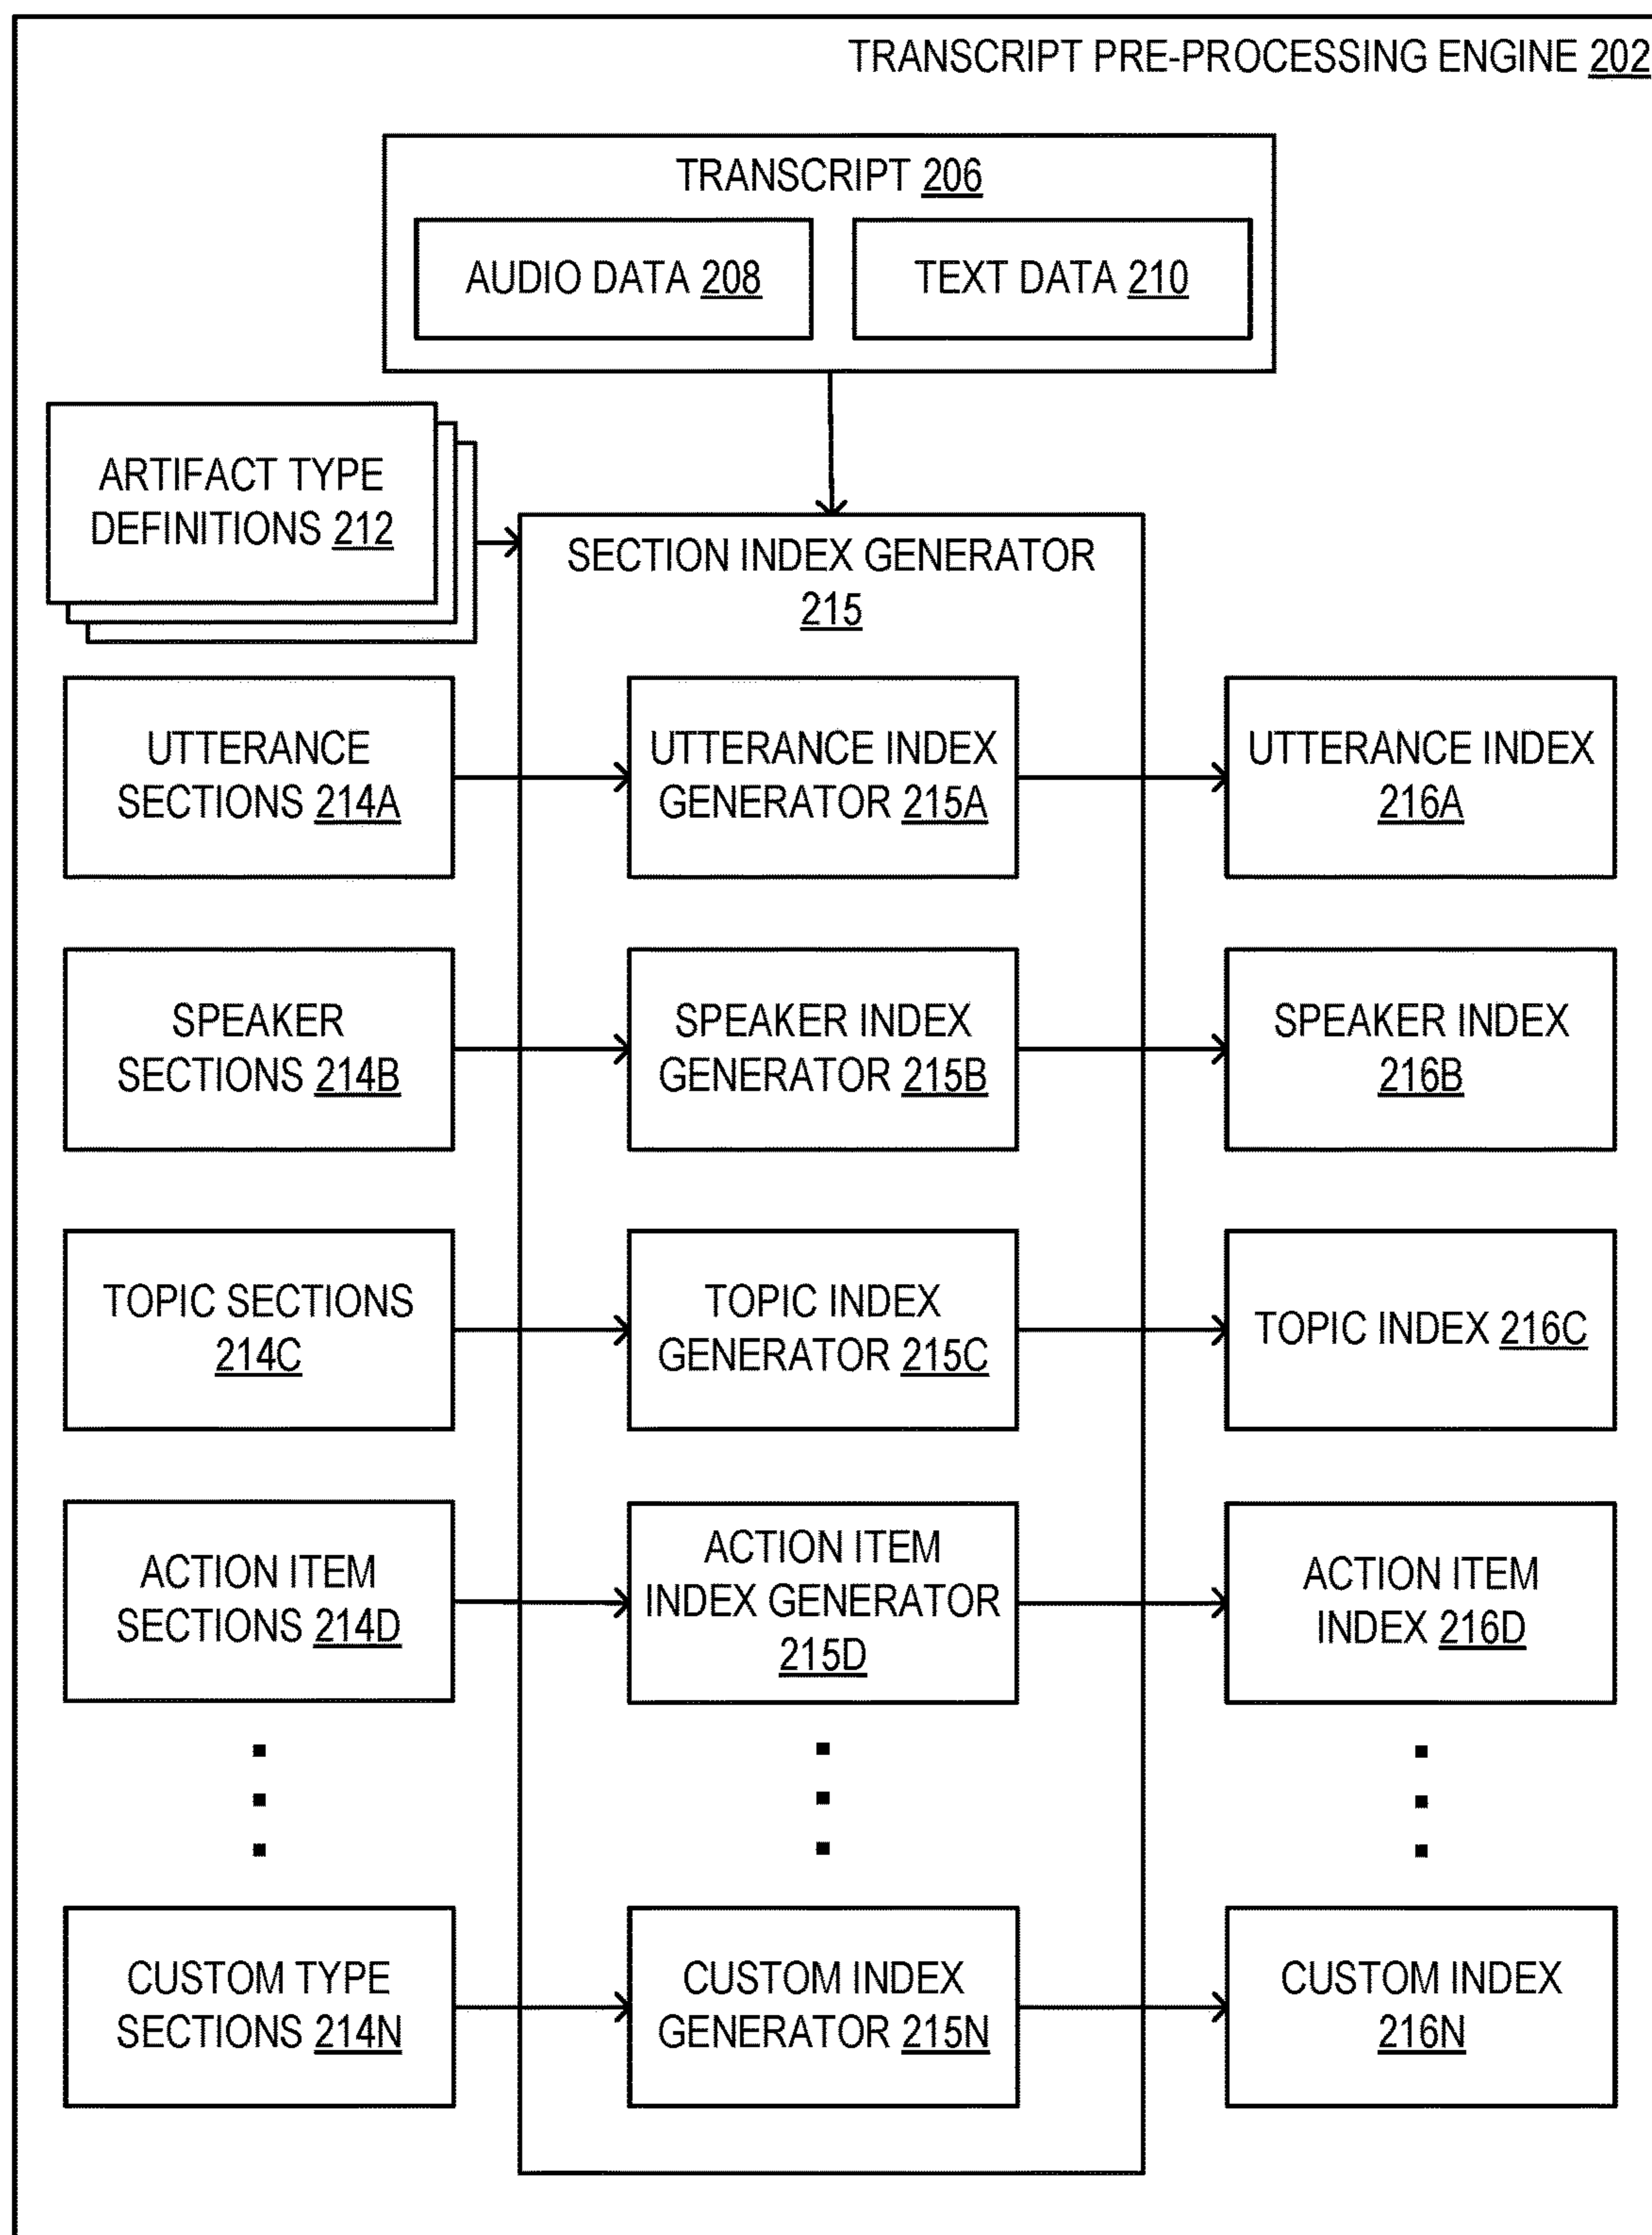 TRANSCRIPT PRE-PROCESSING ENGINE 202
TRANSCRIPT 206
AUDIO DATA 208
TEXT DATA 210
ARTIFACT TYPE
DEFINITIONS 212
SECTION INDEX GENERATOR
215
UTTERANCE
SECTIONS 214A
UTTERANCE INDEX
GENERATOR 215A
UTTERANCE INDEX
216A
SPEAKER
SECTIONS 214B
SPEAKER INDEX
GENERATOR 215B
SPEAKER INDEX
216B
TOPIC SECTIONS
214C
TOPIC INDEX
GENERATOR 215C
TOPIC INDEX 216C
ACTION ITEM
SECTIONS 214D
ACTION ITEM
INDEX GENERATOR
215D
ACTION ITEM
INDEX 216D
CUSTOM TYPE
SECTIONS 214N
CUSTOM INDEX
GENERATOR 215N
CUSTOM INDEX
216N